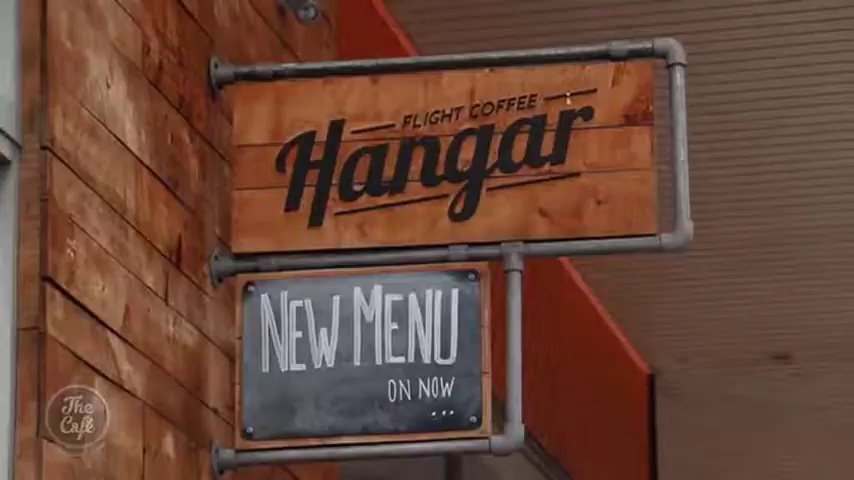 FLIGHT COFFEE
Hangar
NEW MENU
ON NOW
...
The
Café